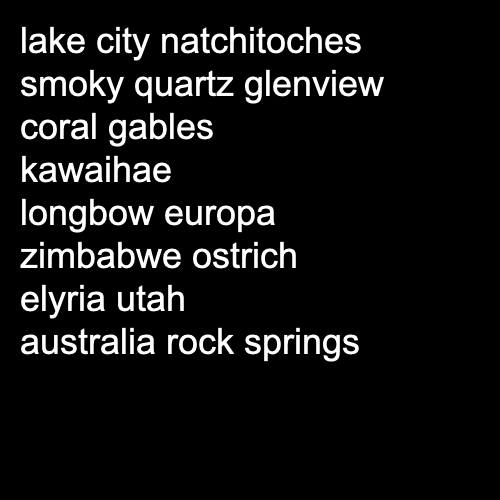 lake city natchitoches
smoky quartz glenview
coral gables
kawaihae
longbow europa
zimbabwe ostrich
elyria utah
australia rock springs